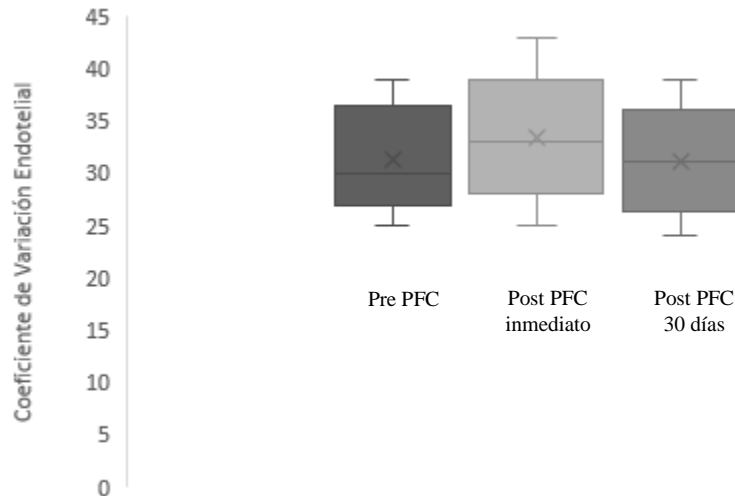 Coeficiente de Variación Endotelial
45
40
35
30
25
20
15
10
5
0
Pre PFC
Post PFC
inmediato
Post PFC
30 días